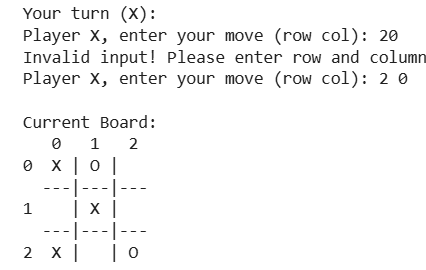 Your turn (X):
Player X, enter your move (row col): 20
Invalid input! Please enter row and column
Player X, enter your move (row col): 2 0

Current Board:
    0   1   2
0  X | O |
  ---|---|---
1    | X |
  ---|---|---
2  X |   | O